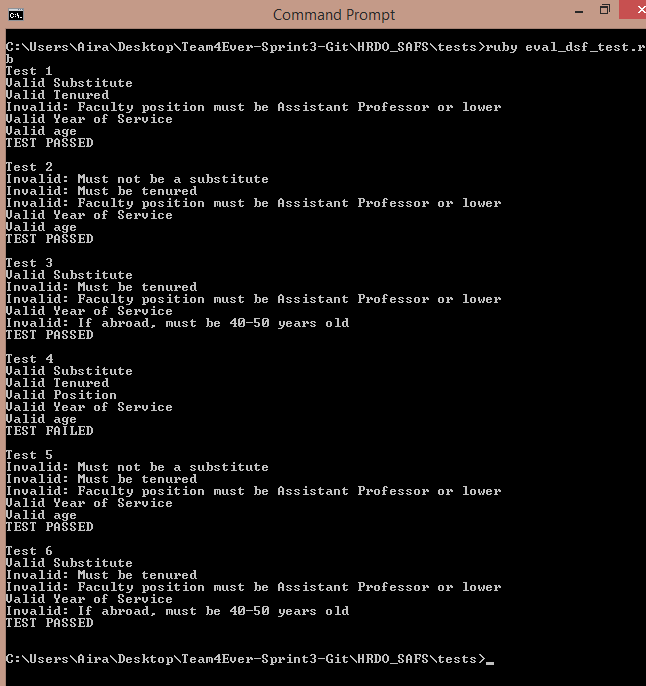 Command Prompt
C:\Users\Aira\Desktop\Team4Ever-Sprint3-Git\HRDO_SAFS\tests>ruby eval_dsf_test.r
b
Test 1
Valid Substitute
Valid Tenured
Invalid: Faculty position must be Assistant Professor or lower
Valid Year of Service
Valid age
TEST PASSED
Test 2
Invalid: Must not be a substitute
Invalid: Must be tenured
Invalid: Faculty position must be Assistant Professor or lower
Valid Year of Service
Valid age
TEST PASSED
Test 3
Valid Substitute
Invalid: Must be tenured
Invalid: Faculty position must be Assistant Professor or lower
Valid Year of Service
Invalid: If abroad, must be 40-50 years old
TEST PASSED
Test 4
Valid Substitute
Valid Tenured
Valid Position
Valid Year of Service
Valid age
TEST FAILED
Test 5
Invalid: Must not be a substitute
Invalid: Must be tenured
Invalid: Faculty position must be Assistant Professor or lower
Valid Year of Service
Valid age
TEST PASSED
Test 6
Valid Substitute
Invalid: Must be tenured
Invalid: Faculty position must be Assistant Professor or lower
Valid Year of Service
Invalid: If abroad, must be 40-50 years old
TEST PASSED
C:\Users\Aira\Desktop\Team4Ever-Sprint3-Git\HRDO_SAFS\tests>_